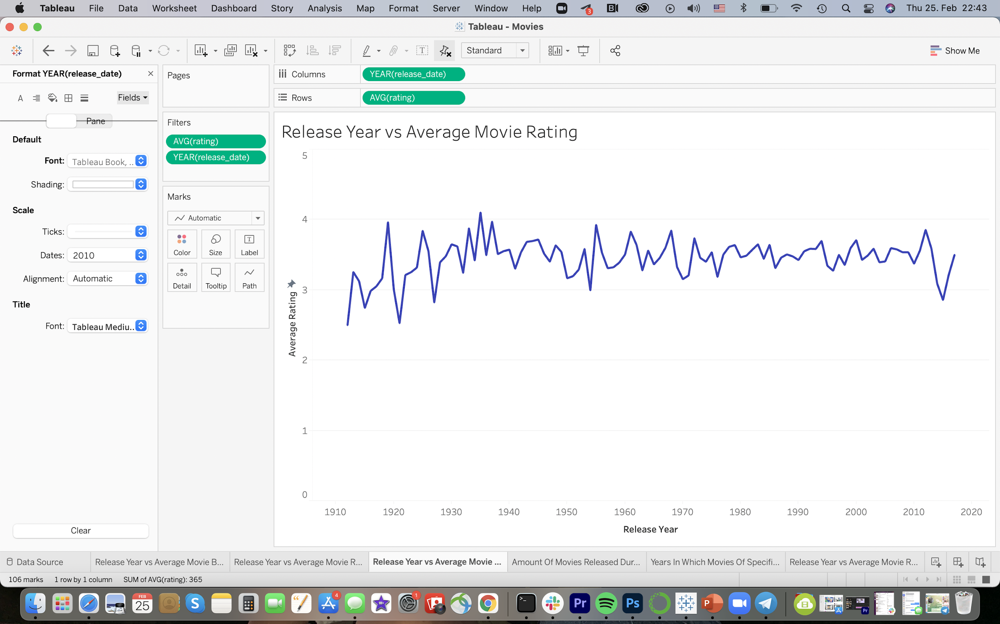 Tableau File Data Worksheet Dashboard Story Analysis Map Format Server Window Help 3 Thu 25. Feb 22:43
Tableau - Movies
Standard Show Me
Format YEAR(release_date)
Fields
Pane
Default
Font: Tableau Book, ..
Shading:
Scale
Ticks:
Dates: 2010
Alignment: Automatic
Title
Font: Tableau Mediu..
Clear
Pages
Filters
AVG(rating)
YEAR(release_date)
Marks
Automatic
Color Size Label
Detail Tooltip Path
Columns YEAR(release_date)
Rows AVG(rating)
Release Year vs Average Movie Rating
5
4
3
2
1
0
Average Rating
1910 1920 1930 1940 1950 1960 1970 1980 1990 2000 2010 2020
Release Year
Data Source Release Year vs Average Movie B... Release Year vs Average Movie R... Release Year vs Average Movie ... Amount Of Movies Released Dur... Years In Which Movies Of Specifi... Release Year vs Average Movie R...
106 marks 1 row by 1 column SUM of AVG(rating): 365
FEB 25 4 1 Pr Ps P